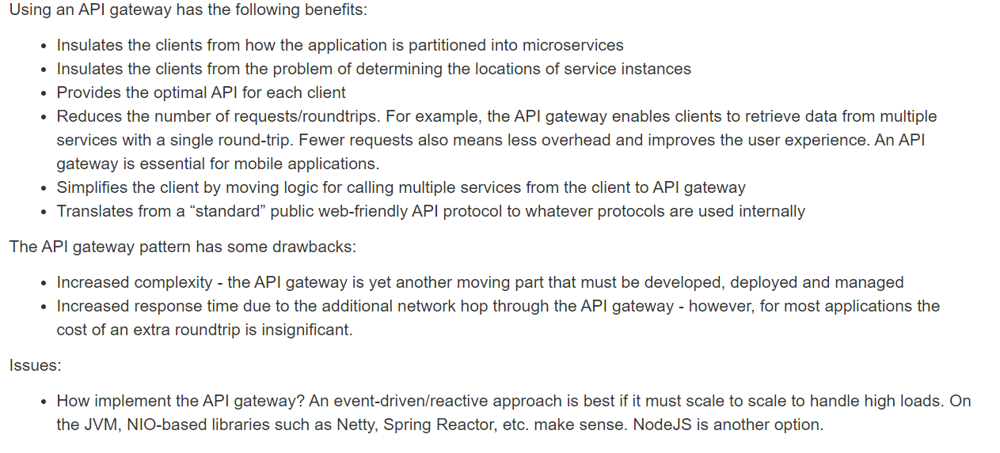 Using an API gateway has the following benefits:
• Insulates the clients from how the application is partitioned into microservices
• Insulates the clients from the problem of determining the locations of service instances
• Provides the optimal API for each client
• Reduces the number of requests/roundtrips. For example, the API gateway enables clients to retrieve data from multiple
services with a single round-trip. Fewer requests also means less overhead and improves the user experience. An API
gateway is essential for mobile applications.
• Simplifies the client by moving logic for calling multiple services from the client to API gateway
• Translates from a “standard” public web-friendly API protocol to whatever protocols are used internally
The API gateway pattern has some drawbacks:
• Increased complexity - the API gateway is yet another moving part that must be developed, deployed and managed
• Increased response time due to the additional network hop through the API gateway - however, for most applications the
cost of an extra roundtrip is insignificant.
Issues:
• How implement the API gateway? An event-driven/reactive approach is best if it must scale to scale to handle high loads. On
the JVM, NIO-based libraries such as Netty, Spring Reactor, etc. make sense. NodeJS is another option.